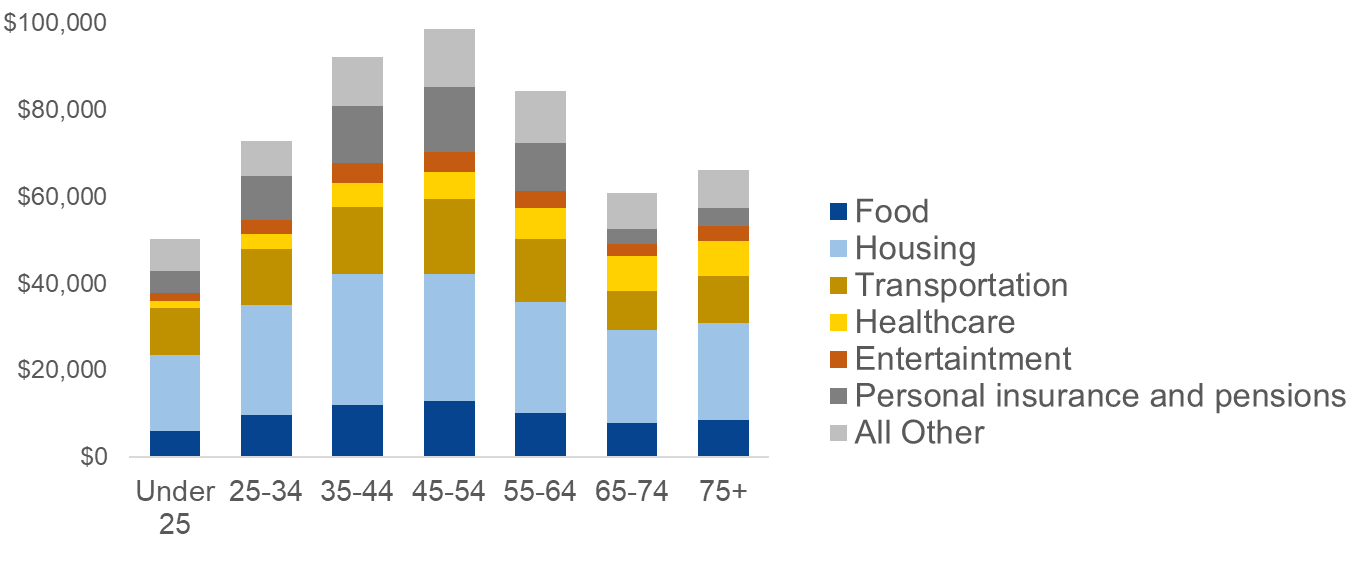 $100,000
$80,000
$60,000
$40,000
$20,000
$0
Under 25-34 35-44 45-54 55-64 65-74 75+
25
Food
Housing
Transportation
Healthcare
Entertaintment
Personal insurance and pensions
All Other